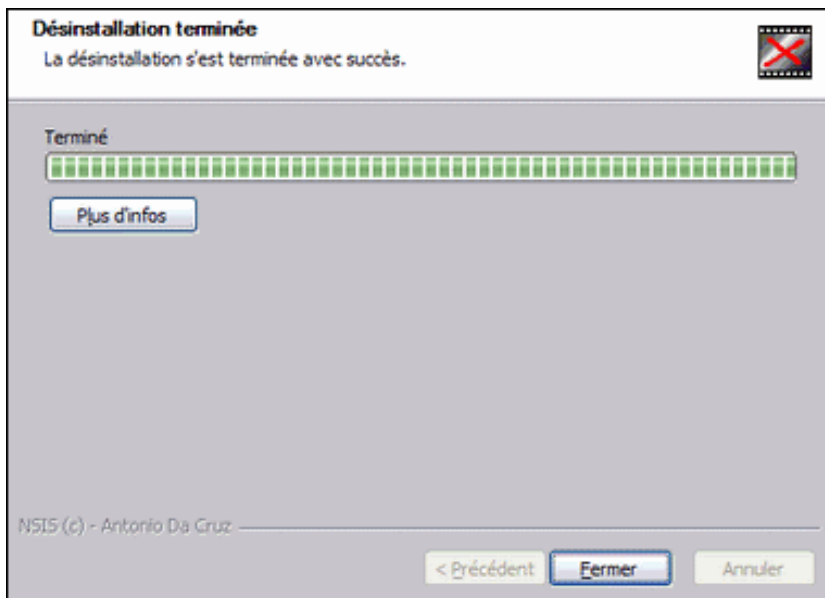 Désinstallation terminée
La désinstallation s'est terminée avec succès.
Terminé
Plus d'infos
NSIS (c) - Antonio Da Cruz
< Précédent
Fermer
Annuler